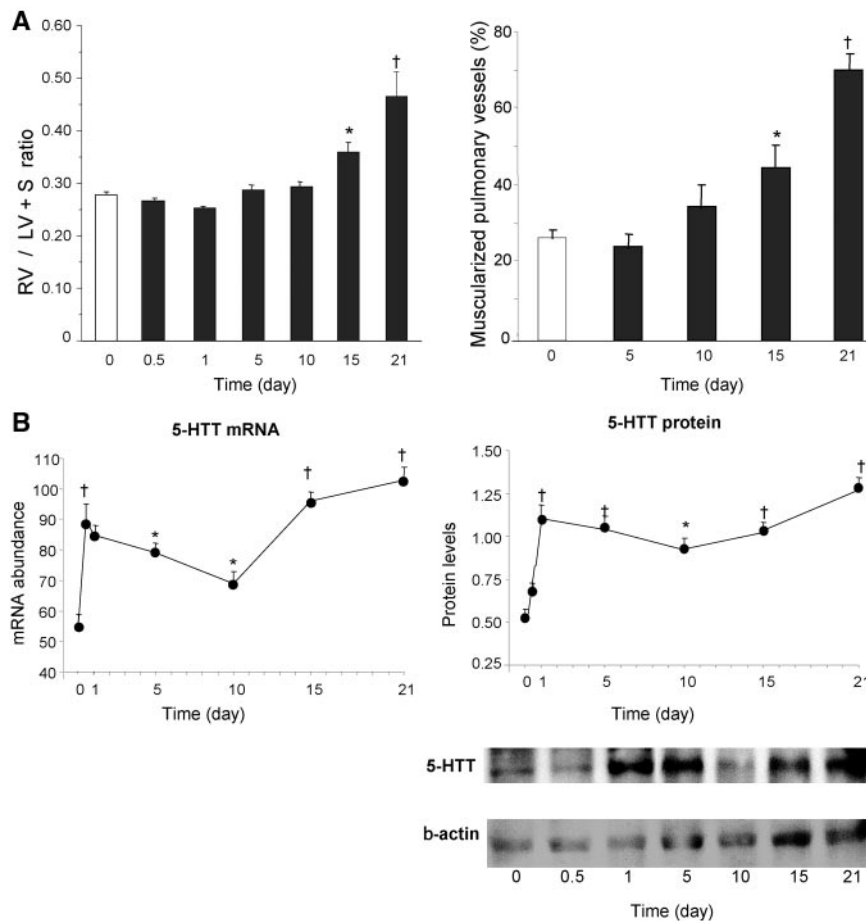 A
RV / LV + S ratio
0.60
0.50
0.40
0.30
0.20
0.10
0
*
†
0 0.5 1 5 10 15 21
Time (day)
Muscularized pulmonary vessels (%)
80
60
40
20
0
*
†
0 5 10 15 21
Time (day)
B
5-HTT mRNA
mRNA abundance
110
100
90
80
70
60
50
40
†
*
*
†
†
0 1 5 10 15 21
Time (day)
5-HTT protein
Protein levels
1.50
1.25
1.00
0.75
0.50
0.25
†
†
*
†
†
0 1 5 10 15 21
Time (day)
5-HTT
b-actin
0 0.5 1 5 10 15 21
Time (day)